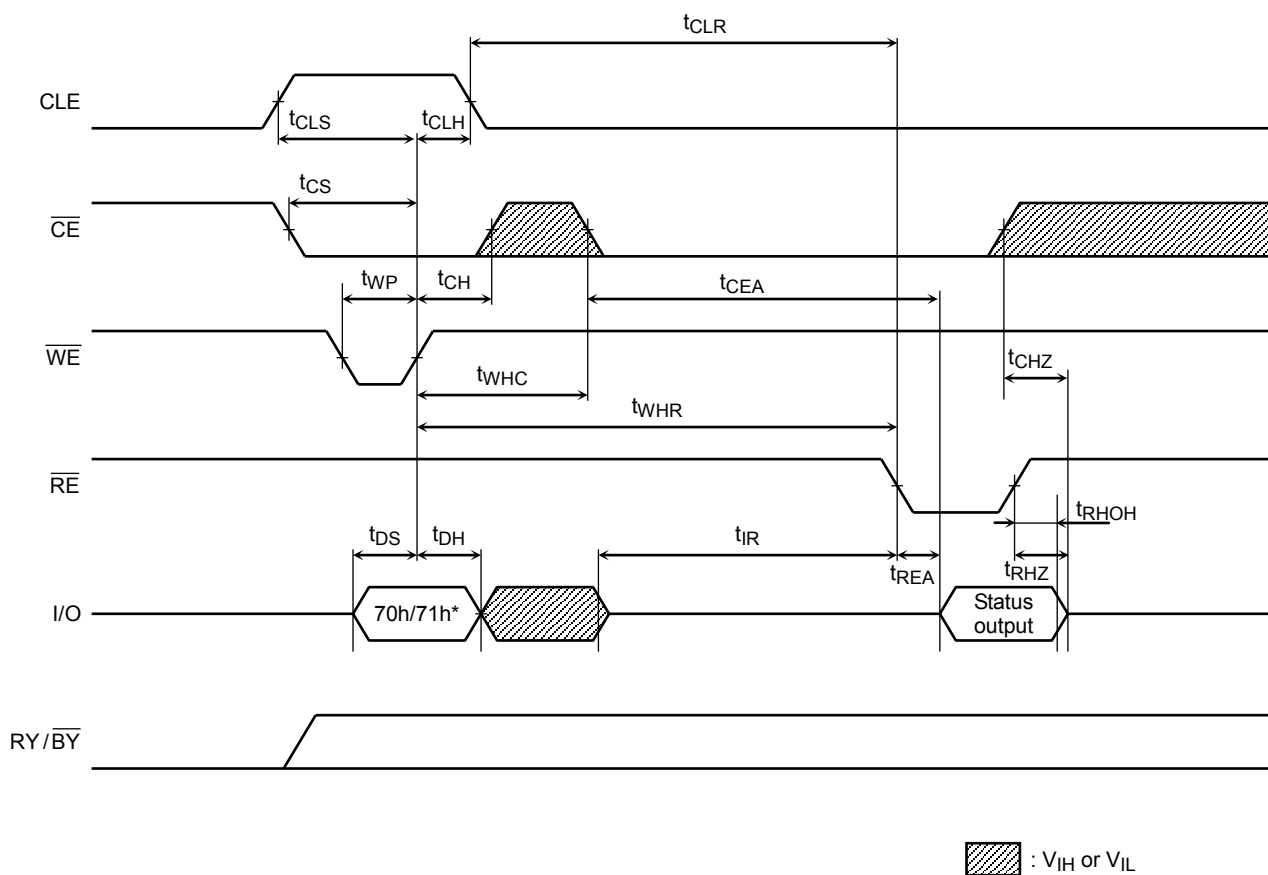 tCLR
CLE
tCLS
tCLH
tCS
CE
tWP
tCH
tCEA
WE
tCHZ
tWHC
tWHR
RE
tRHOH
tDS
tDH
tIR
tREA
tRHZ
I/O
70h/71h*
Status
output
RY/BY
: VIH or VIL